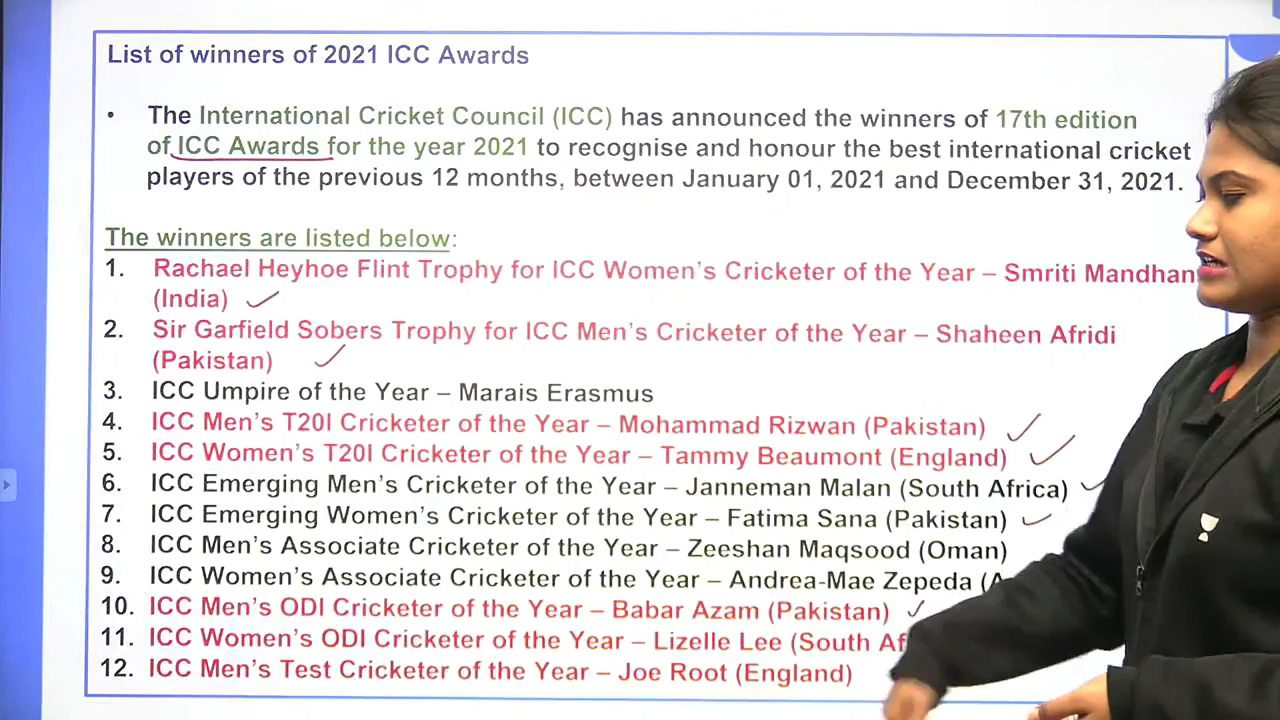 List of winners of 2021 ICC Awards
• The International Cricket Council (ICC) has announced the winners of 17th edition
of ICC Awards for the year 2021 to recognise and honour the best international cricket
players of the previous 12 months, between January 01, 2021 and December 31, 2021.
The winners are listed below:
1. Rachael Heyhoe Flint Trophy for ICC Women's Cricketer of the Year – Smriti Mandhan
(India)
2. Sir Garfield Sobers Trophy for ICC Men's Cricketer of the Year – Shaheen Afridi
(Pakistan)
3. ICC Umpire of the Year – Marais Erasmus
4. ICC Men's T20I Cricketer of the Year – Mohammad Rizwan (Pakistan)
5. ICC Women's T20I Cricketer of the Year – Tammy Beaumont (England)
6. ICC Emerging Men's Cricketer of the Year – Janneman Malan (South Africa)
7. ICC Emerging Women's Cricketer of the Year – Fatima Sana (Pakistan)
8. ICC Men's Associate Cricketer of the Year – Zeeshan Maqsood (Oman)
9. ICC Women's Associate Cricketer of the Year – Andrea-Mae Zepeda
10. ICC Men's ODI Cricketer of the Year – Babar Azam (Pakistan)
11. ICC Women's ODI Cricketer of the Year – Lizelle Lee (South Af
12. ICC Men's Test Cricketer of the Year – Joe Root (England)